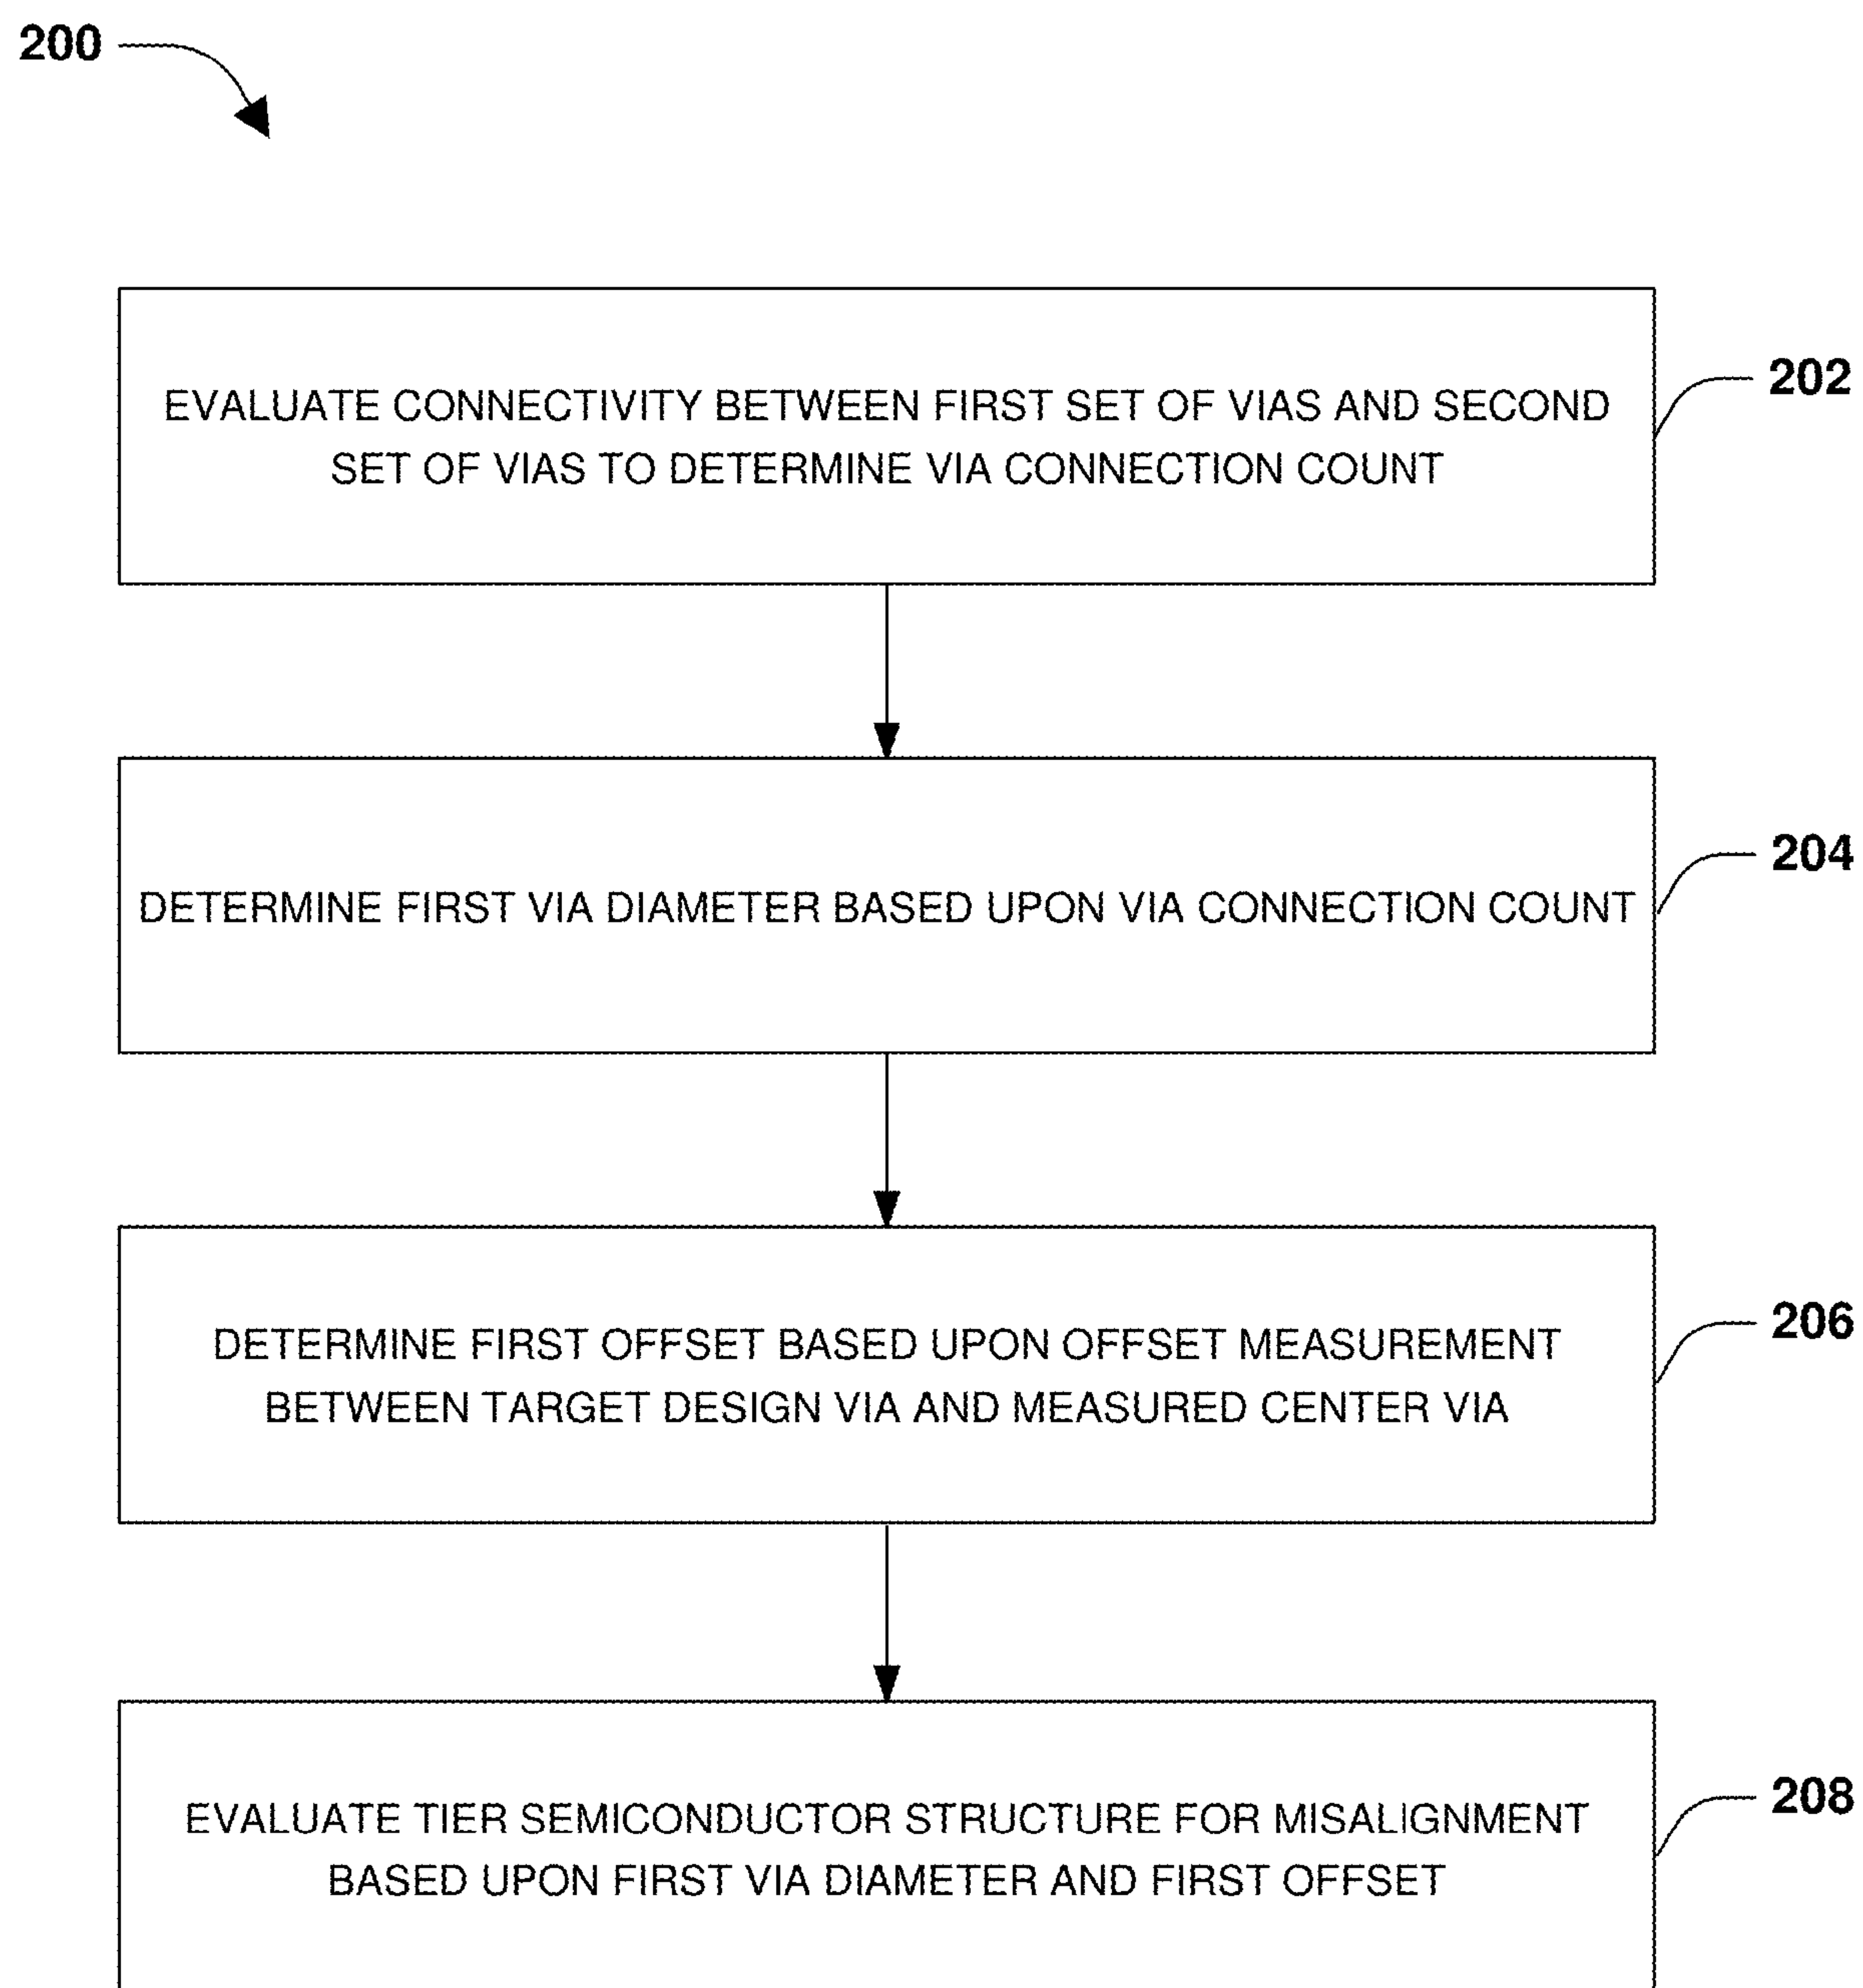 200
EVALUATE CONNECTIVITY BETWEEN FIRST SET OF VIAS AND SECOND
SET OF VIAS TO DETERMINE VIA CONNECTION COUNT
202
DETERMINE FIRST VIA DIAMETER BASED UPON VIA CONNECTION COUNT
204
DETERMINE FIRST OFFSET BASED UPON OFFSET MEASUREMENT
BETWEEN TARGET DESIGN VIA AND MEASURED CENTER VIA
206
EVALUATE TIER SEMICONDUCTOR STRUCTURE FOR MISALIGNMENT
BASED UPON FIRST VIA DIAMETER AND FIRST OFFSET
208